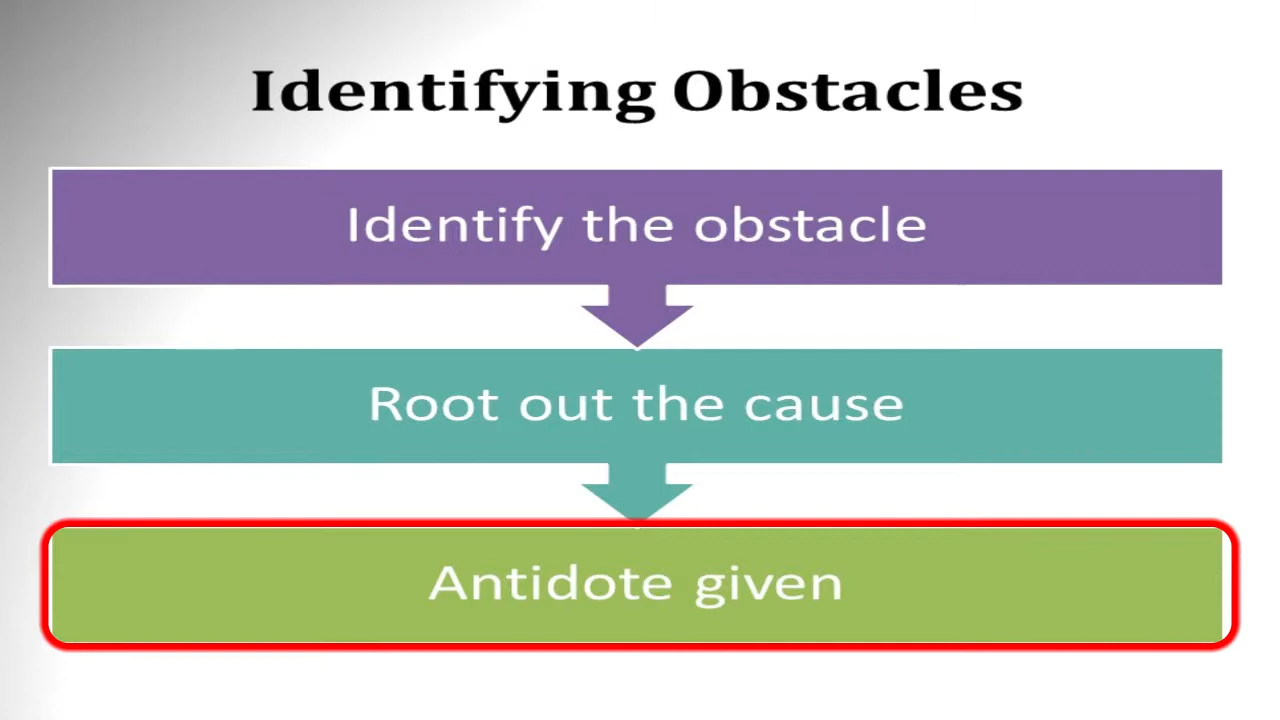 Identifying Obstacles
Identify the obstacle
Root out the cause
Antidote given